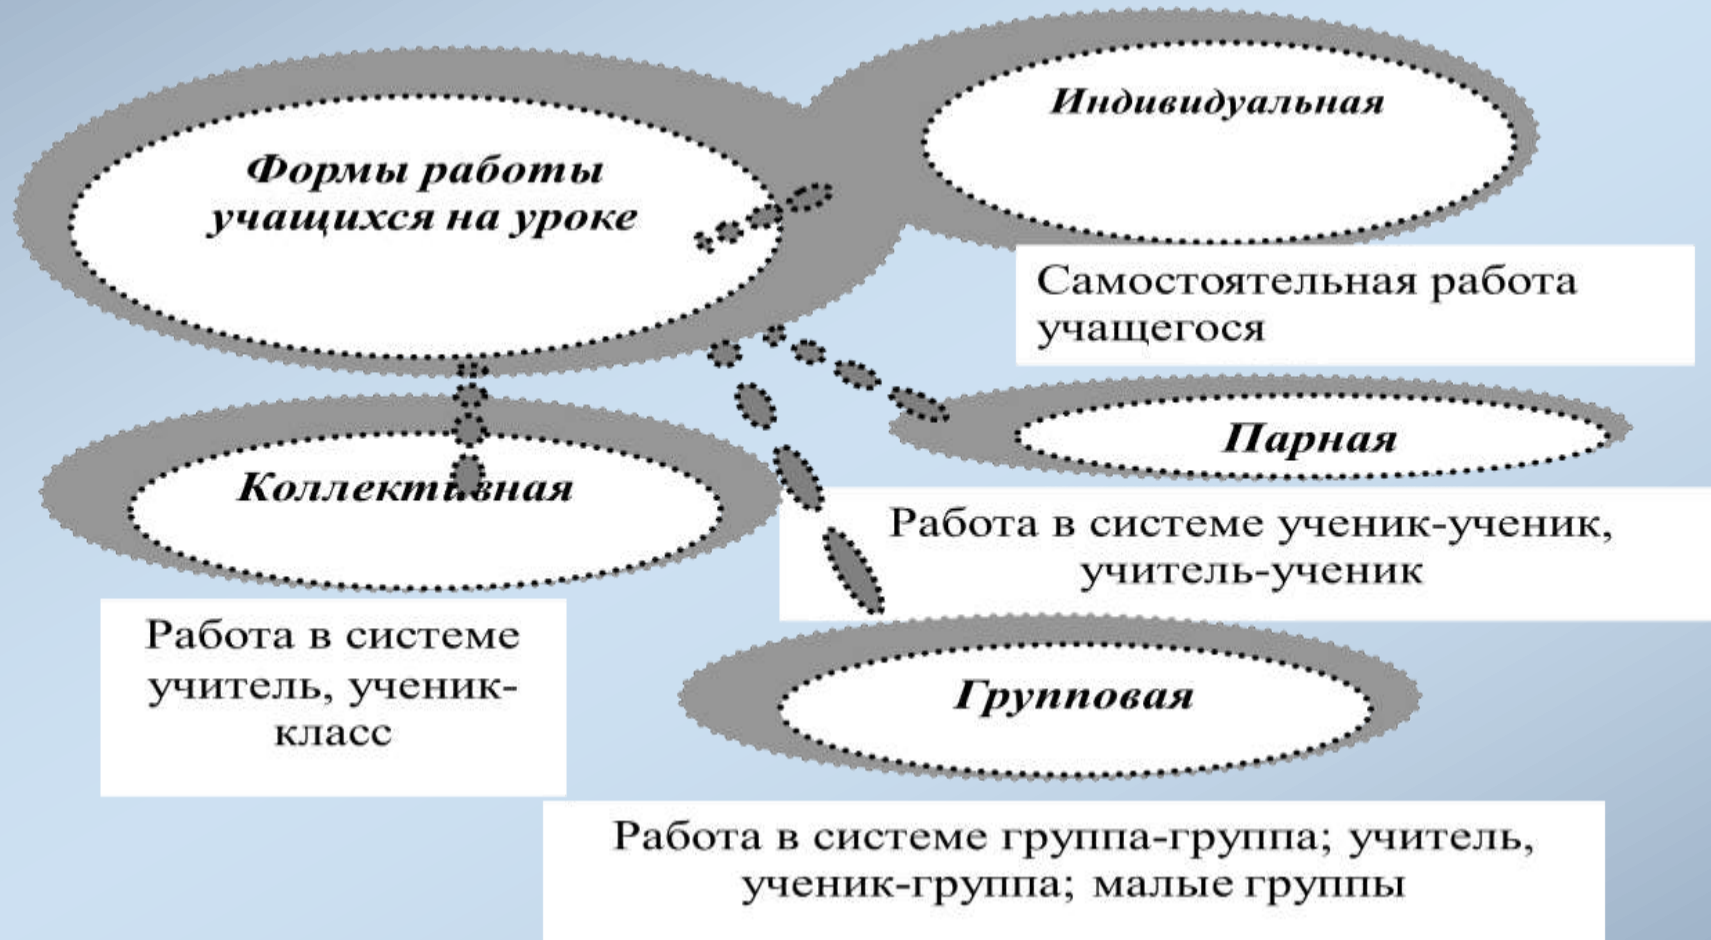 Формы работы
учащихся на уроке
Индивидуальная
Самостоятельная работа
учащегося
Парная
Работа в системе ученик-ученик,
учитель-ученик
Коллективная
Работа в системе
учитель, ученик-
класс
Групповая
Работа в системе группа-группа; учитель,
ученик-группа; малые группы